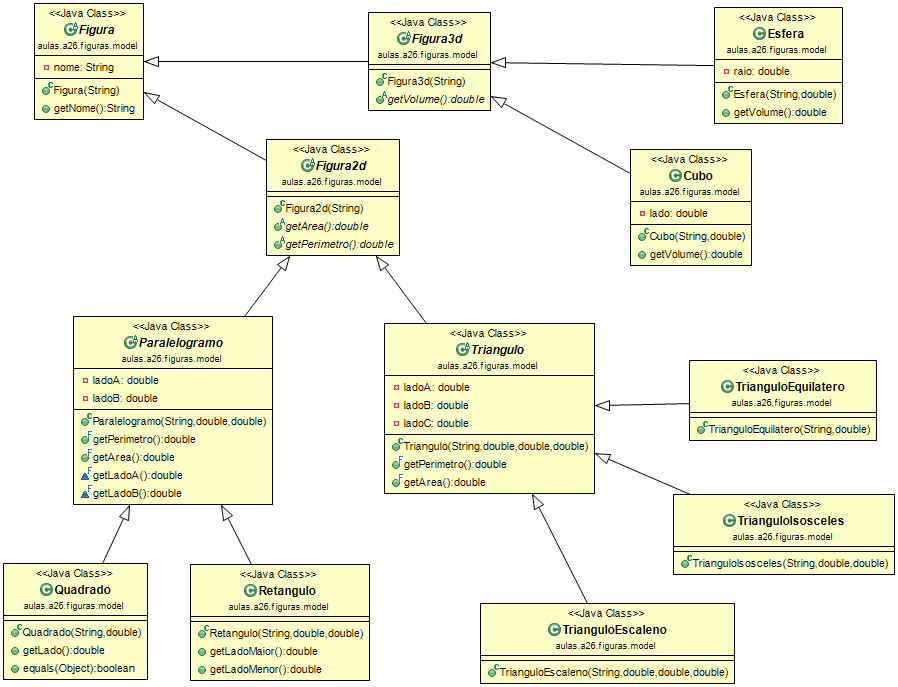 <<Java Class>>
Figura
aulas.a26.figuras.model
nome: String
Figura(String)
getNome():String
<<Java Class>>
Figura3d
aulas.a26.figuras.model
Figura3d(String)
getVolume():double
<<Java Class>>
Esfera
aulas.a26.figuras.model
raio: double
Esfera(String,double)
getVolume():double
<<Java Class>>
Figura2d
aulas.a26.figuras.model
Figura2d(String)
getArea():double
getPerimetro():double
<<Java Class>>
Cubo
aulas.a26.figuras.model
lado: double
Cubo(String,double)
getVolume():double
<<Java Class>>
Paralelogramo
aulas.a26.figuras.model
ladoA: double
ladoB: double
Paralelogramo(String,double,double)
getPerimetro():double
getArea():double
getLadoA():double
getLadoB():double
<<Java Class>>
Triangulo
aulas.a26.figuras.model
ladoA: double
ladoB: double
ladoC: double
Triangulo(String,double,double,double)
getPerimetro():double
getArea():double
<<Java Class>>
TrianguloEquilatero
aulas.a26.figuras.model
TrianguloEquilatero(String,double)
<<Java Class>>
TrianguloIsosceles
aulas.a26.figuras.model
TrianguloIsosceles(String,double,double)
<<Java Class>>
Quadrado
aulas.a26.figuras.model
Quadrado(String,double)
getLado():double
equals(Object):boolean
<<Java Class>>
Retangulo
aulas.a26.figuras.model
Retangulo(String,double,double)
getLadoMaior():double
getLadoMenor():double
<<Java Class>>
TrianguloEscaleno
aulas.a26.figuras.model
TrianguloEscaleno(String,double,double,double)